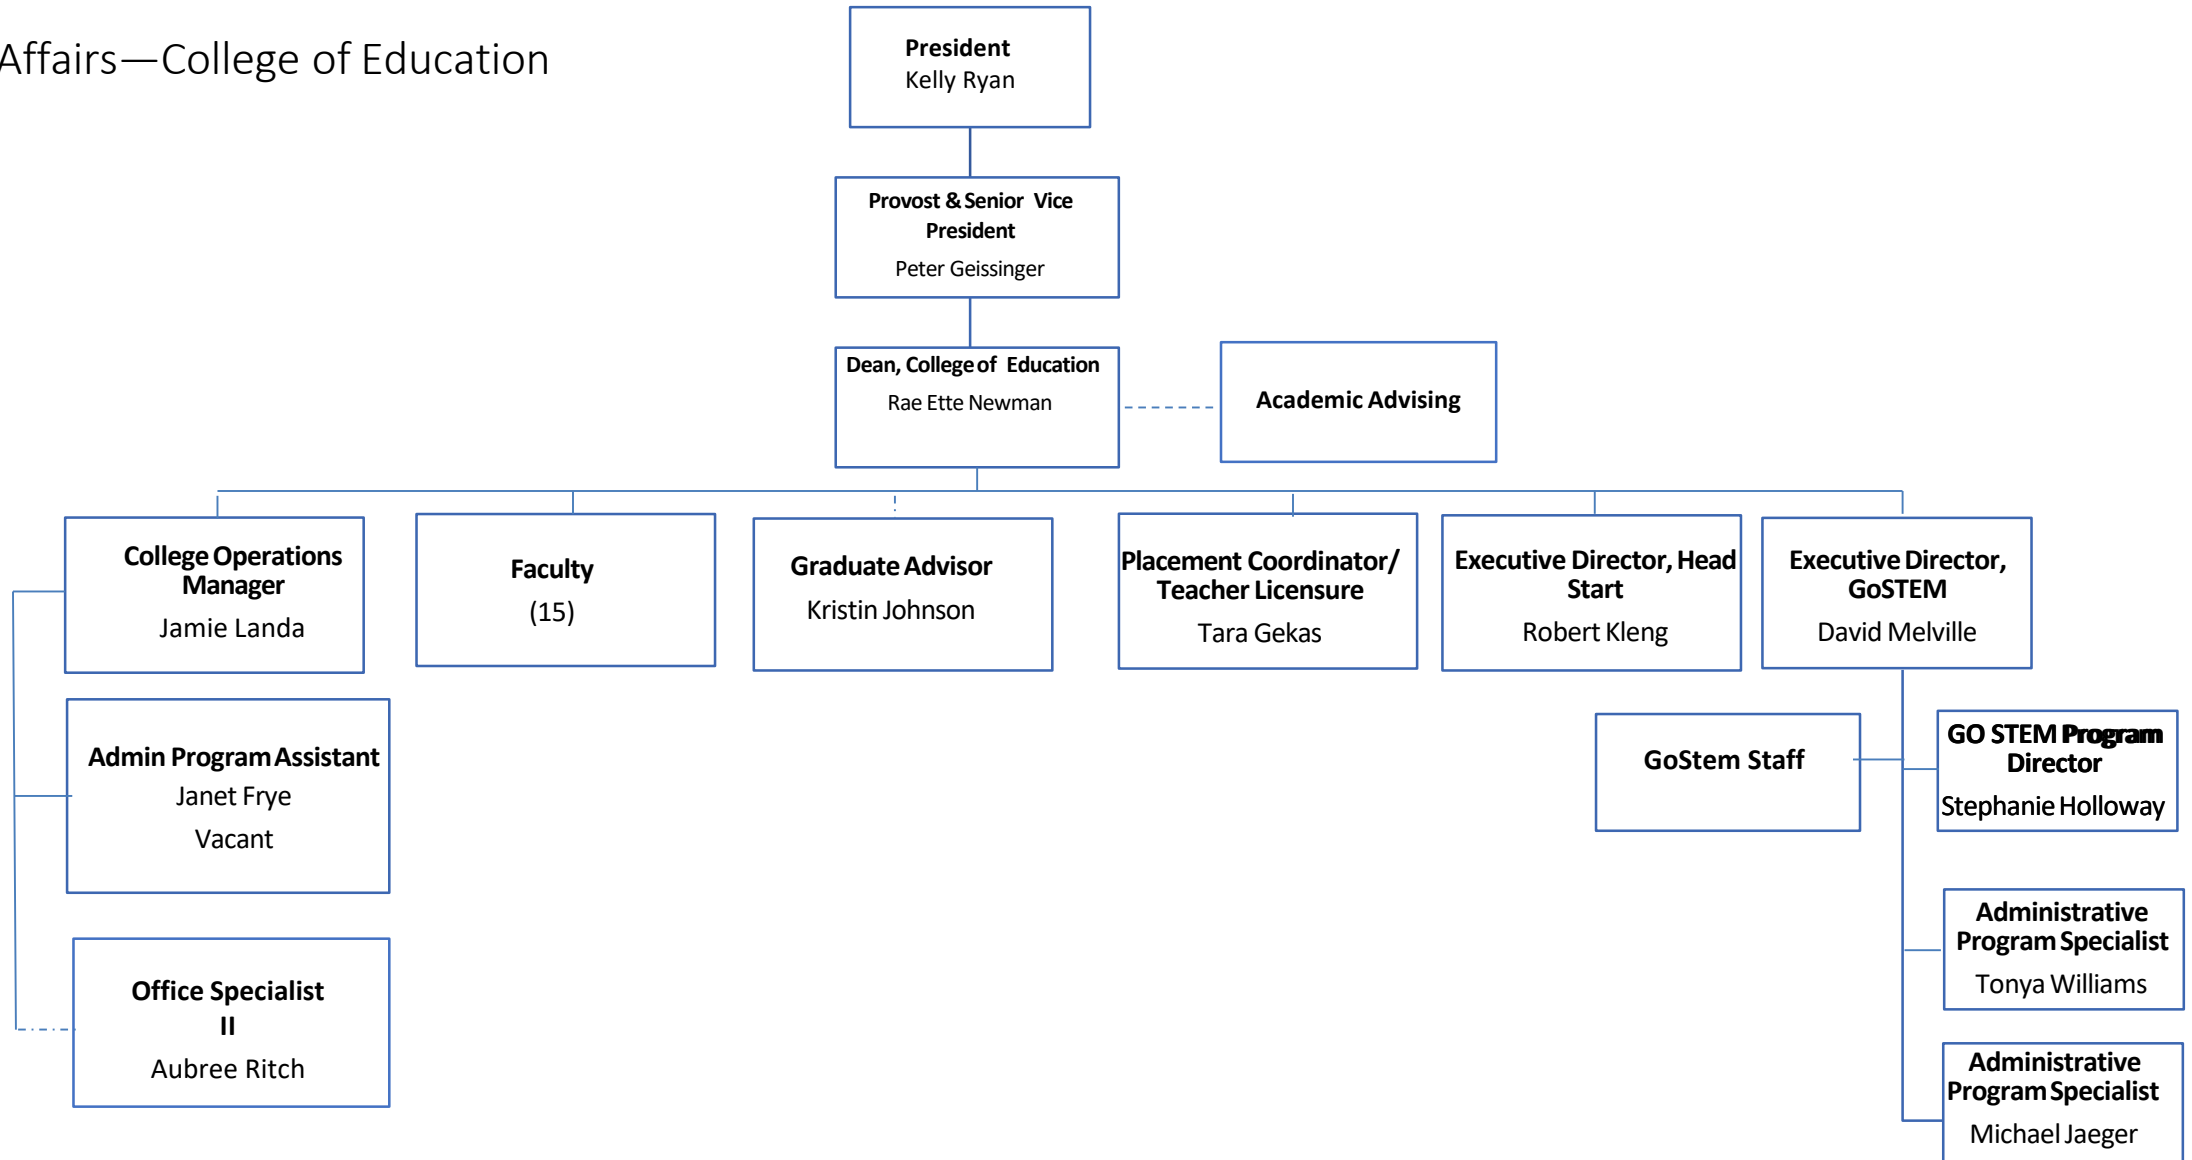 Affairs—College of Education
President
Kelly Ryan
Provost & Senior Vice
President
Peter Geissinger
Dean, College of Education
Rae Ette Newman
Academic Advising
College Operations
Manager
Jamie Landa
Faculty
(15)
Graduate Advisor
Kristin Johnson
Placement Coordinator/
Teacher Licensure
Tara Gekas
Executive Director, Head
Start
Robert Kleng
Executive Director,
GoSTEM
David Melville
Admin Program Assistant
Janet Frye
Vacant
GoStem Staff
GO STEM Program
Director
Stephanie Holloway
Office Specialist
II
Aubree Ritch
Administrative
Program Specialist
Tonya Williams
Administrative
Program Specialist
Michael Jaeger